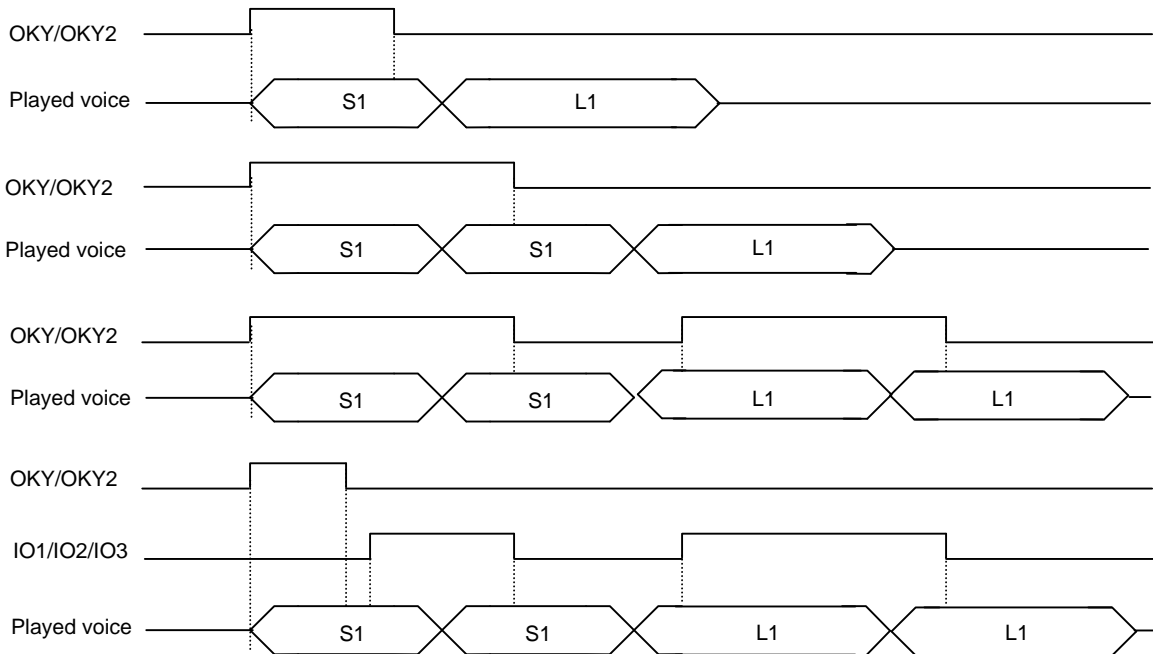 OKY/OKY2
Played voice S1 L1
OKY/OKY2
Played voice S1 S1 L1
OKY/OKY2
Played voice S1 S1 L1 L1
OKY/OKY2
IO1/IO2/IO3
Played voice S1 S1 L1 L1